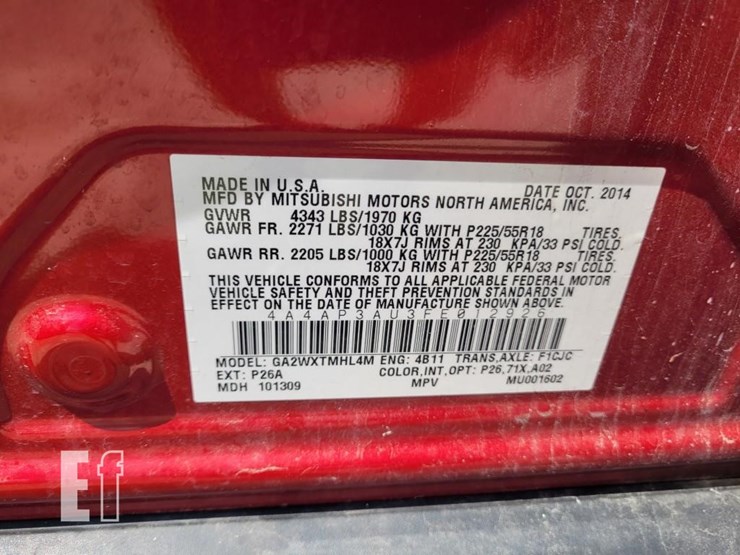 MADE IN U.S.A. DATE OCT. 2014
MFD BY MITSUBISHI MOTORS NORTH AMERICA, INC.
GVWR 4343 LBS/1970 KG
GAWR FR. 2271 LBS/1030 KG WITH P225/55R18 TIRES,
18X7J RIMS AT 230 KPA/33 PSI COLD.
GAWR RR. 2205 LBS/1000 KG WITH P225/55R18 TIRES,
18X7J RIMS AT 230 KPA/33 PSI COLD.
THIS VEHICLE CONFORMS TO ALL APPLICABLE FEDERAL MOTOR
VEHICLE SAFETY AND THEFT PREVENTION STANDARDS IN
EFFECT ON THE DATE OF MANUFACTURE SHOWN ABOVE.
4A4AP3AU3FE012926
MODEL: GA2WXTMHL4M ENG: 4B11 TRANS,AXLE: F1CJC
EXT: P26A COLOR,INT,OPT: P26,71X,A02
MDH 101309 MPV MU001602
Ef